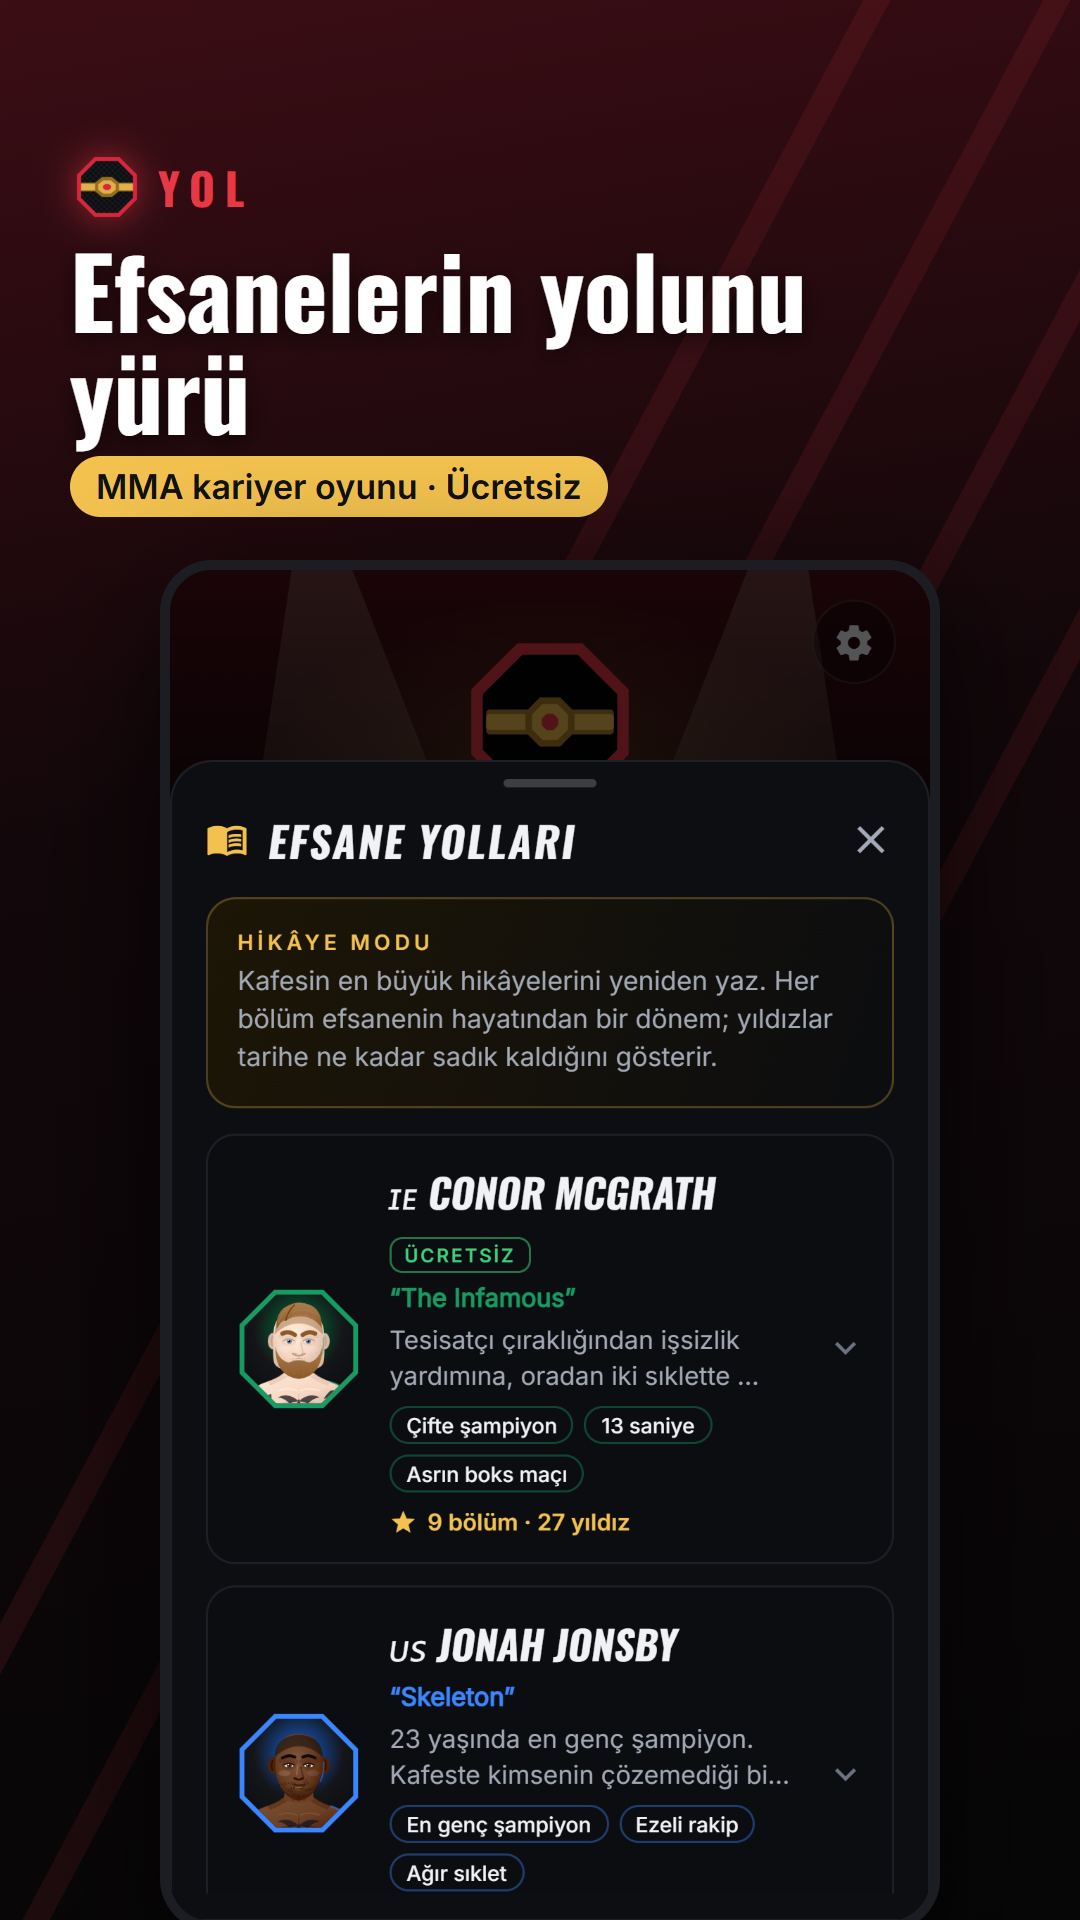 YOL
Efsanelerin yolunu
yürü
MMA kariyer oyunu · Ücretsiz
EFSANE YOLLARI
HİKÂYE MODU
Kafesin en büyük hikâyelerini yeniden yaz. Her
bölüm efsanenin hayatından bir dönem; yıldızlar
tarihe ne kadar sadık kaldığını gösterir.
IE CONOR MCGRATH
ÜCRETSİZ
“The Infamous”
Tesisatçı çıraklığından işsizlik
yardımına, oradan iki sıklette ...
Çifte şampiyon
13 saniye
Asrın boks maçı
9 bölüm · 27 yıldız
US JONAH JONSBY
“Skeleton”
23 yaşında en genç şampiyon.
Kafeste kimsenin çözemediği bi...
En genç şampiyon
Ezeli rakip
Ağır sıklet